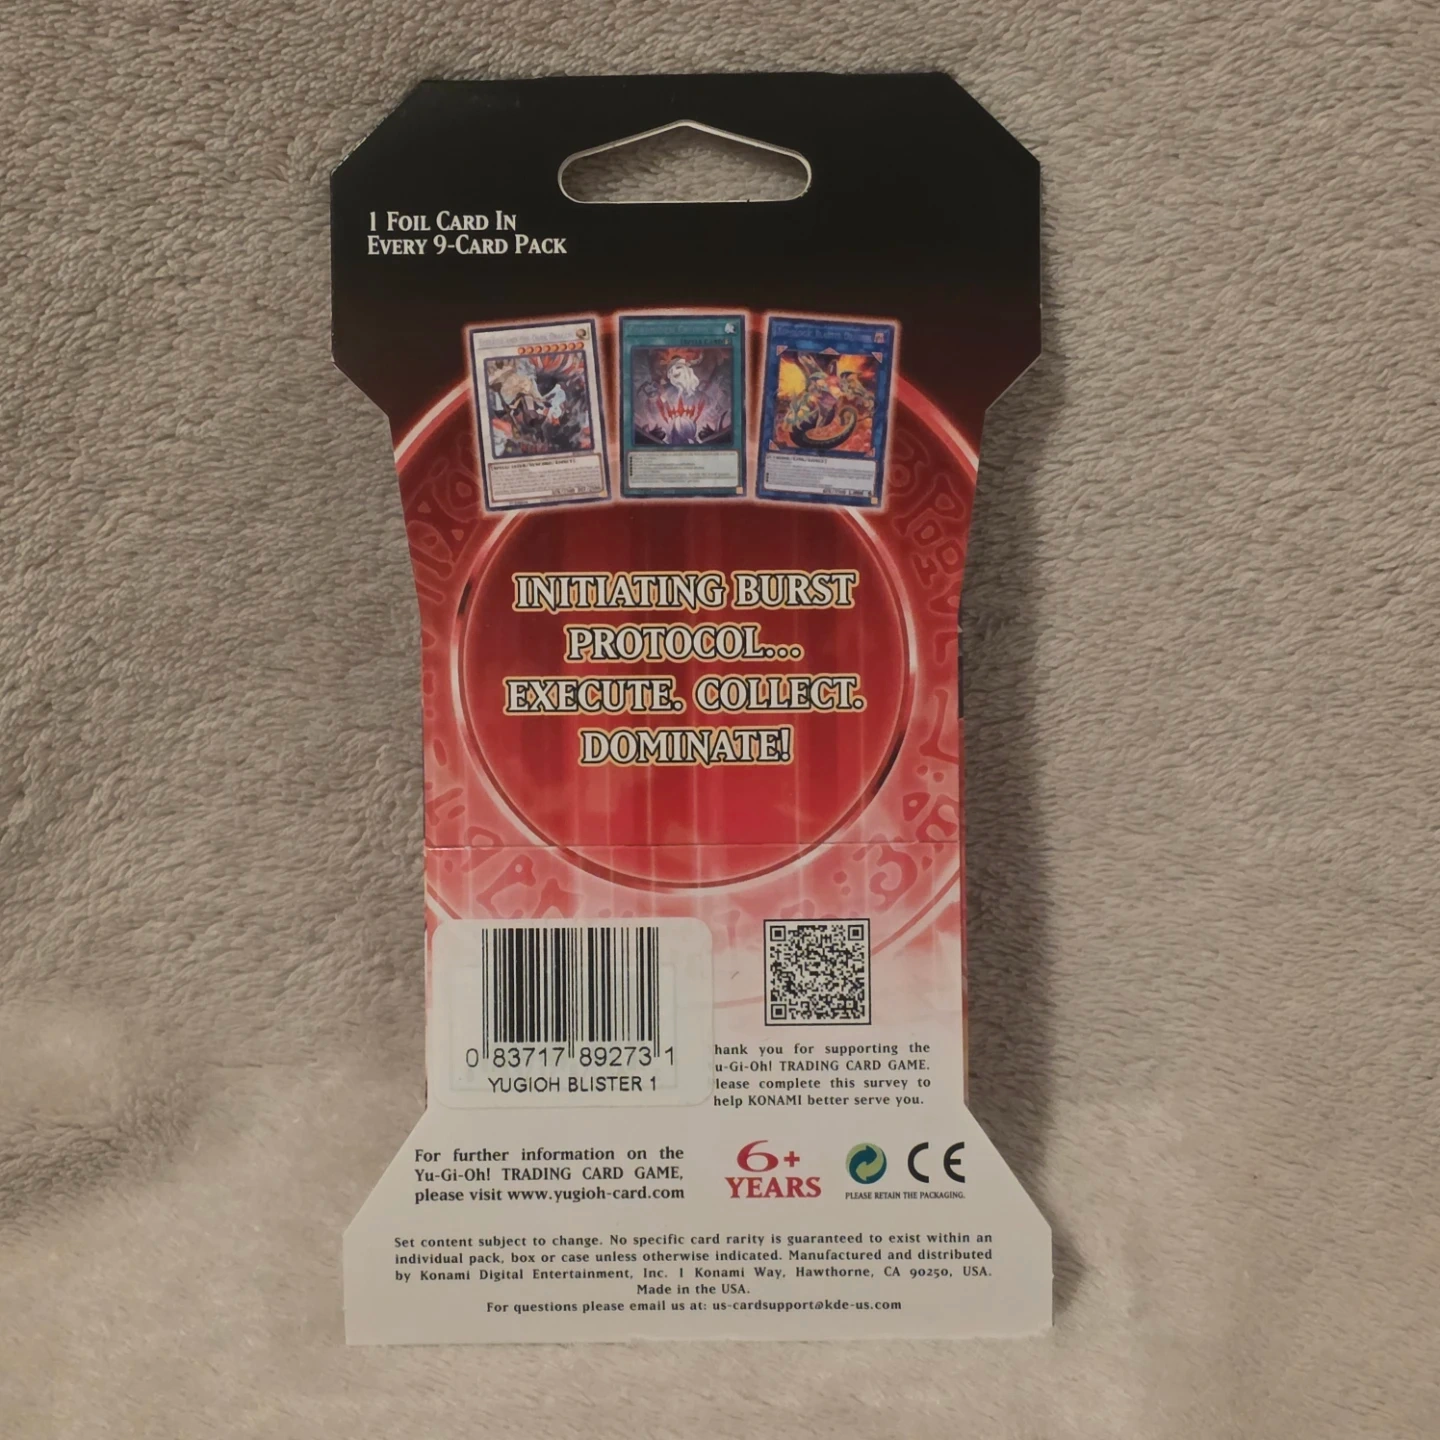 1 FOIL CARD IN
EVERY 9-CARD PACK
INITIATING BURST
PROTOCOL...
EXECUTE. COLLECT.
DOMINATE!
0 83717 89273 1
YUGIOH BLISTER 1
hank you for supporting the
u-Gi-Oh! TRADING CARD GAME.
lease complete this survey to
help KONAMI better serve you.
For further information on the
Yu-Gi-Oh! TRADING CARD GAME,
please visit www.yugioh-card.com
6+
YEARS
CE
PLEASE RETAIN THE PACKAGING.
Set content subject to change. No specific card rarity is guaranteed to exist within an
individual pack, box or case unless otherwise indicated. Manufactured and distributed
by Konami Digital Entertainment, Inc. 1 Konami Way, Hawthorne, CA 90250, USA.
Made in the USA.
For questions please email us at: us-cardsupport@kde-us.com